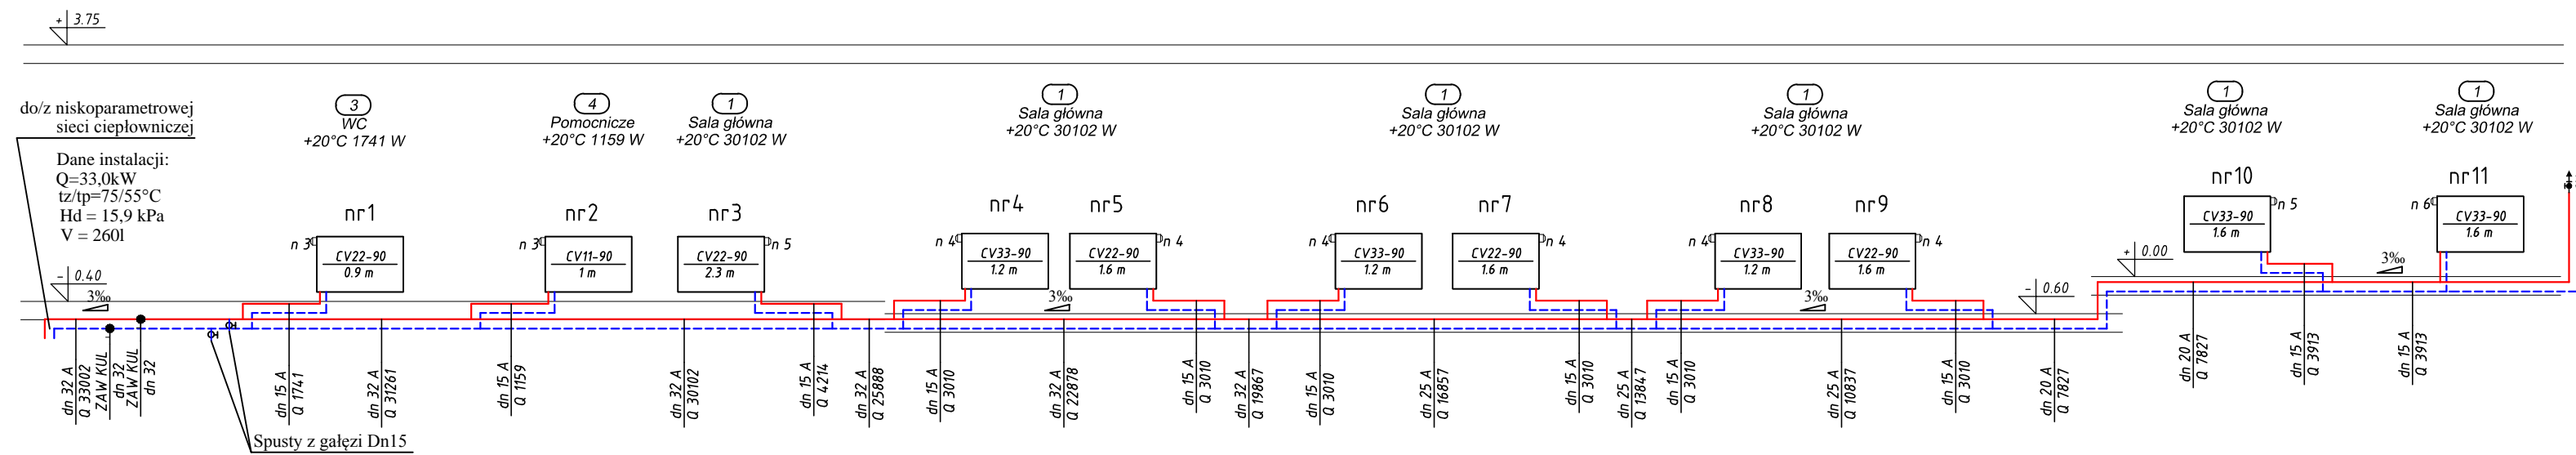 + 3.75
do/z niskoparametrowej
sieci ciepłowniczej
Dane instalacji:
Q=33,0kW
tz/tp=75/55°C
Hd = 15,9 kPa
V = 260l
- 0.40
3‰
3
WC
+20°C 1741 W
4
Pomocnicze
+20°C 1159 W
1
Sala główna
+20°C 30102 W
1
Sala główna
+20°C 30102 W
1
Sala główna
+20°C 30102 W
1
Sala główna
+20°C 30102 W
1
Sala główna
+20°C 30102 W
1
Sala główna
+20°C 30102 W
nr1
n 3
CV22-90
0.9 m
nr2
n 3
CV11-90
1 m
nr3
CV22-90
2.3 m
n 5
nr4
n 4
CV33-90
1.2 m
nr5
CV22-90
1.6 m
n 4
nr6
n 4
CV33-90
1.2 m
nr7
CV22-90
1.6 m
n 4
nr8
n 4
CV33-90
1.2 m
nr9
CV22-90
1.6 m
n 4
nr10
CV33-90
1.6 m
n 5
nr11
n 6
CV33-90
1.6 m
3‰
3‰
- 0.60
+ 0.00
3‰
dn 32 A
Q 33002
ZAW KUL
dn 32
ZAW KUL
dn 32
dn 15 A
Q 1741
dn 32 A
Q 31261
dn 15 A
Q 1159
dn 32 A
Q 30102
dn 15 A
Q 4214
dn 32 A
Q 25888
dn 15 A
Q 3010
dn 32 A
Q 22878
dn 15 A
Q 3010
dn 32 A
Q 19867
dn 15 A
Q 3010
dn 25 A
Q 16857
dn 15 A
Q 3010
dn 25 A
Q 13847
dn 15 A
Q 3010
dn 25 A
Q 10837
dn 15 A
Q 3010
dn 20 A
Q 7827
dn 20 A
Q 7827
dn 15 A
Q 3913
dn 15 A
Q 3913
Spusty z gałęzi Dn15